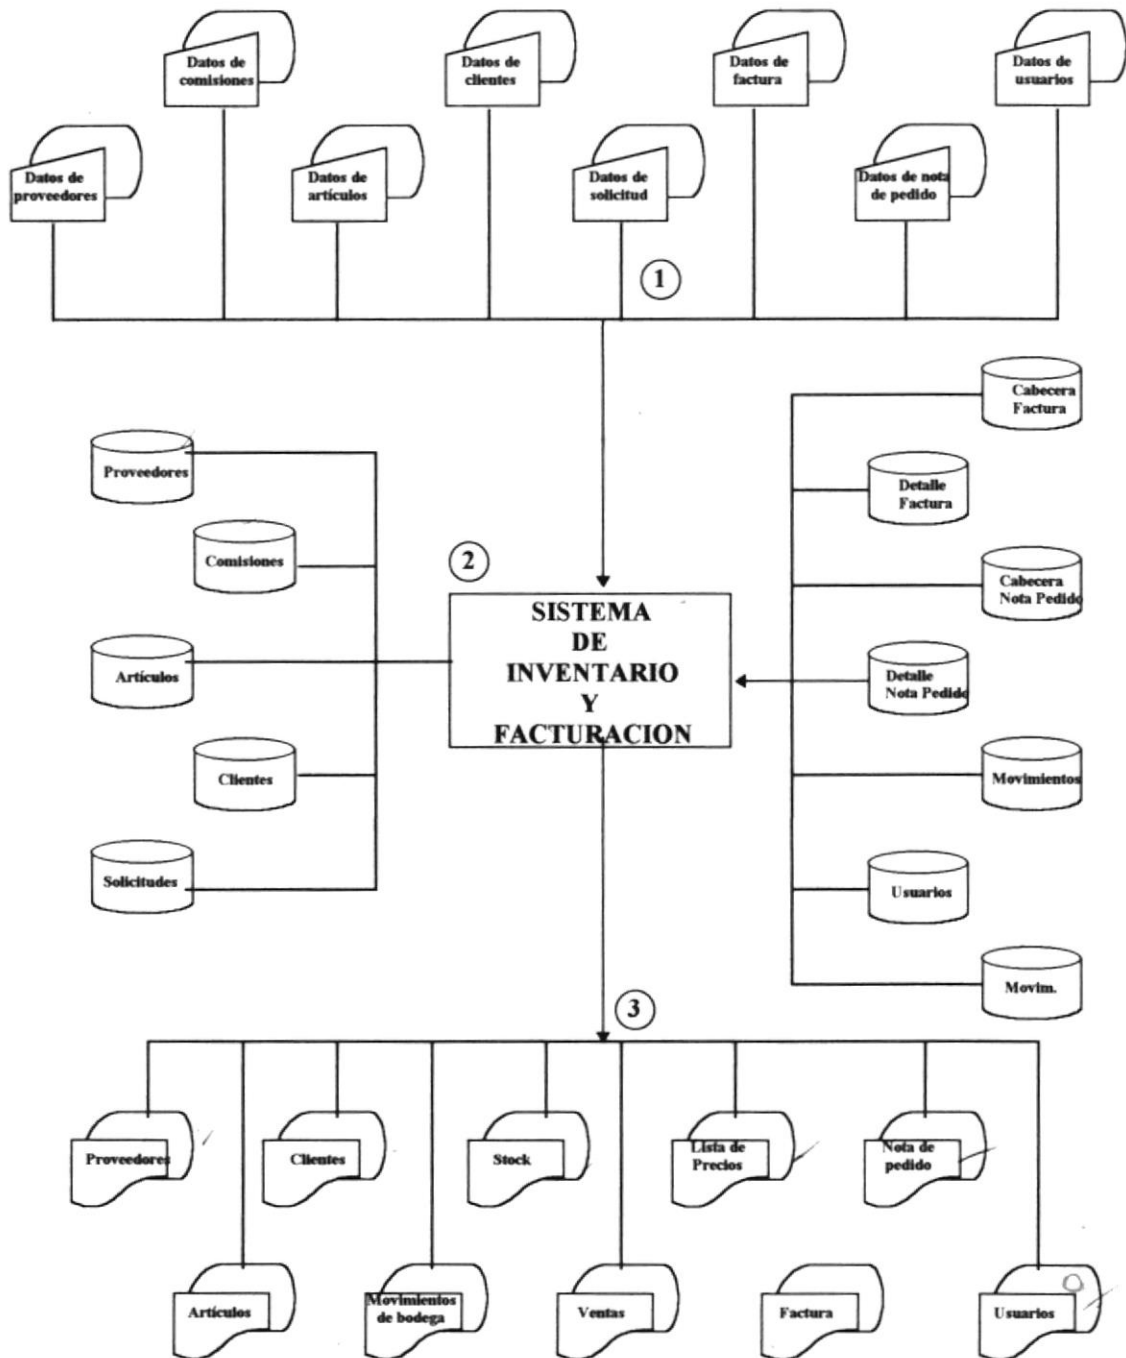 Datos de
comisiones
Datos de
clientes
Datos de
factura
Datos de
usuarios
Datos de
proveedores
Datos de
artículos
Datos de
solicitud
Datos de nota
de pedido
1
Cabecera
Factura
Proveedores
Detalle
Factura
Comisiones
2
Cabecera
Nota Pedido
SISTEMA
DE
INVENTARIO
Y
FACTURACION
Artículos
Detalle
Nota Pedido
Clientes
Movimientos
Solicitudes
Usuarios
Movim.
3
Proveedores
Clientes
Stock
Lista de
Precios
Nota de
pedido
Artículos
Movimientos
de bodega
Ventas
Factura
Usuarios